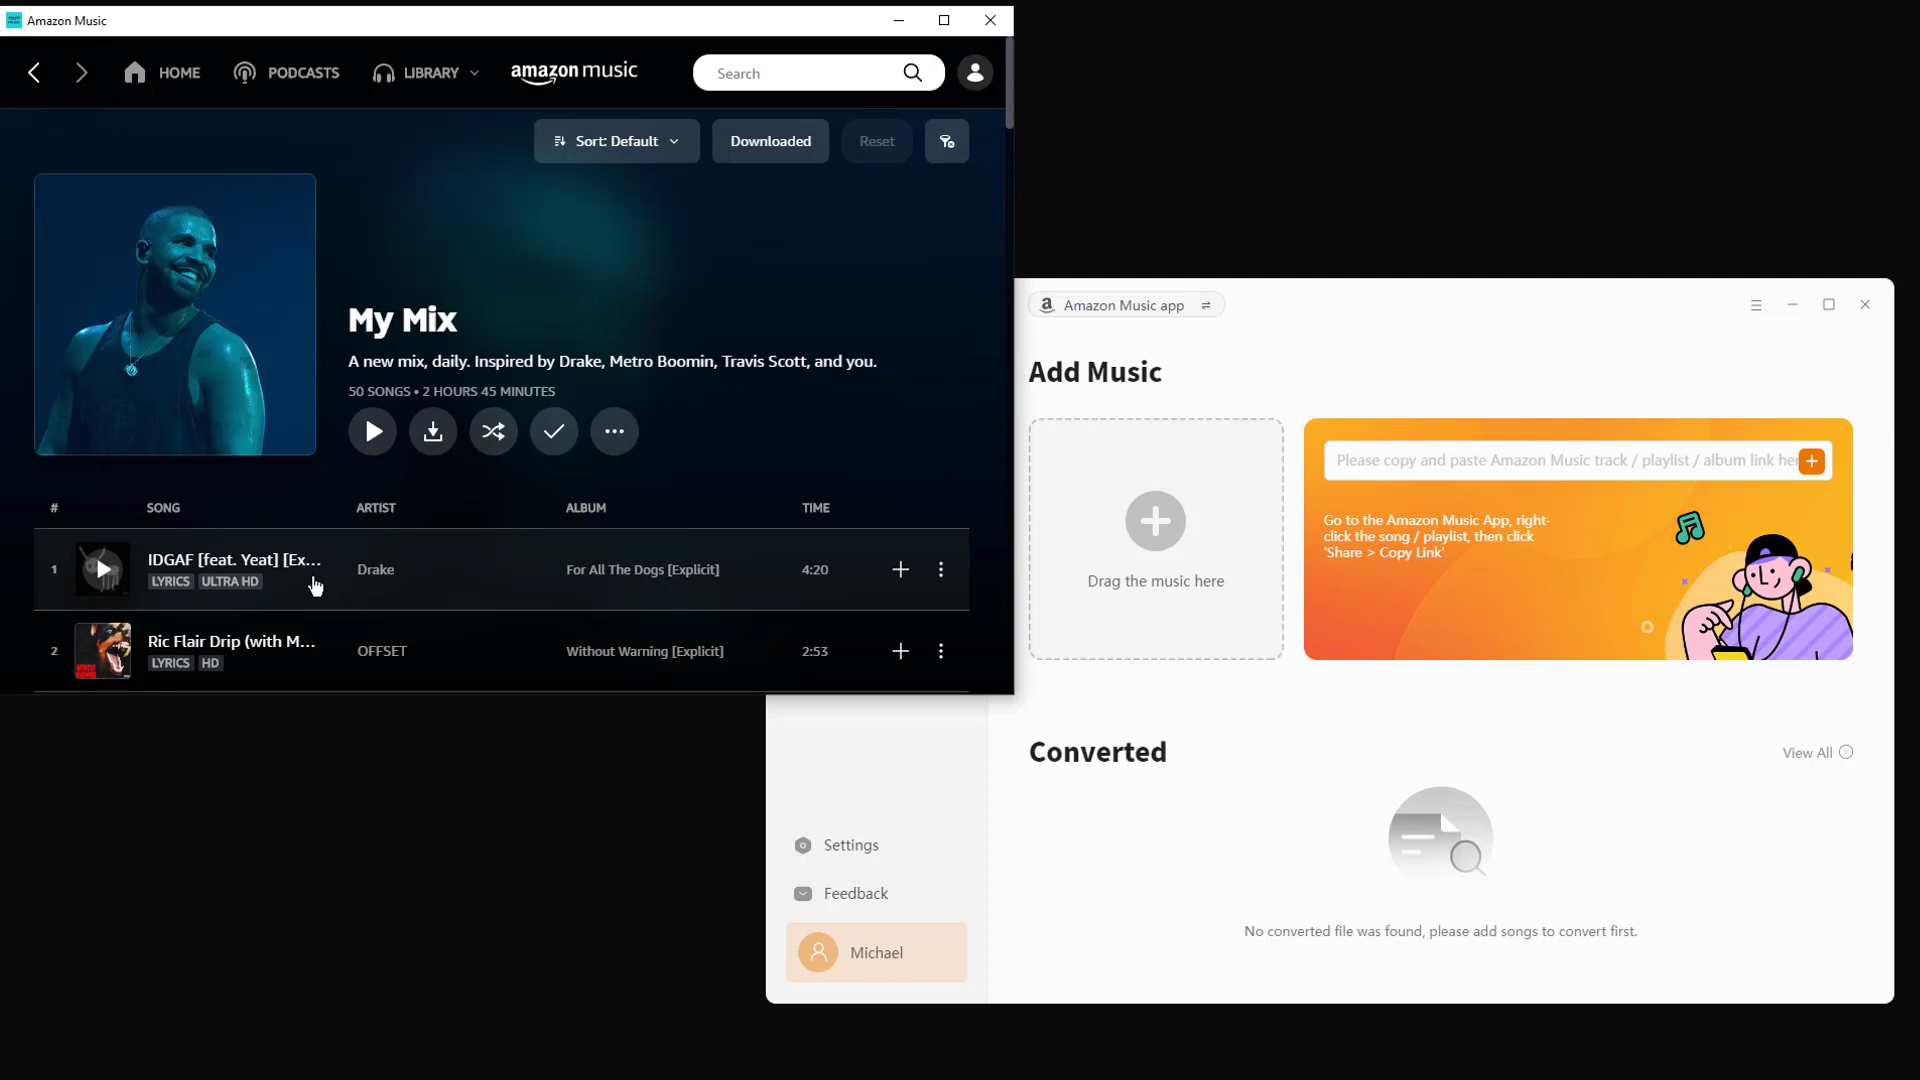 Amazon Music
HOME
PODCASTS
LIBRARY
amazon music
Search
Sort: Default
Downloaded
Reset
My Mix
A new mix, daily. Inspired by Drake, Metro Boomin, Travis Scott, and you.
50 SONGS • 2 HOURS 45 MINUTES
# SONG ARTIST ALBUM TIME
1 IDGAF [feat. Yeat] [Ex... Drake For All The Dogs [Explicit] 4:20
LYRICS ULTRA HD
2 Ric Flair Drip (with M... OFFSET Without Warning [Explicit] 2:53
LYRICS HD
Amazon Music app
Add Music
Drag the music here
Please copy and paste Amazon Music track / playlist / album link her
Go to the Amazon Music App, right-
click the song / playlist, then click
'Share > Copy Link'
Converted
View All
No converted file was found, please add songs to convert first.
Settings
Feedback
Michael